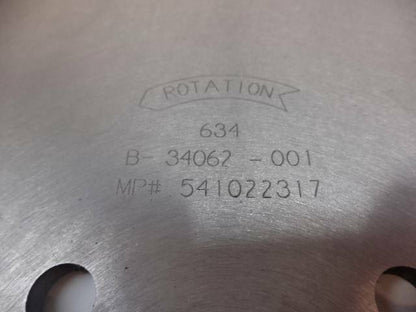 ROTATION
634
B- 34062 - 001
MP# 541022317